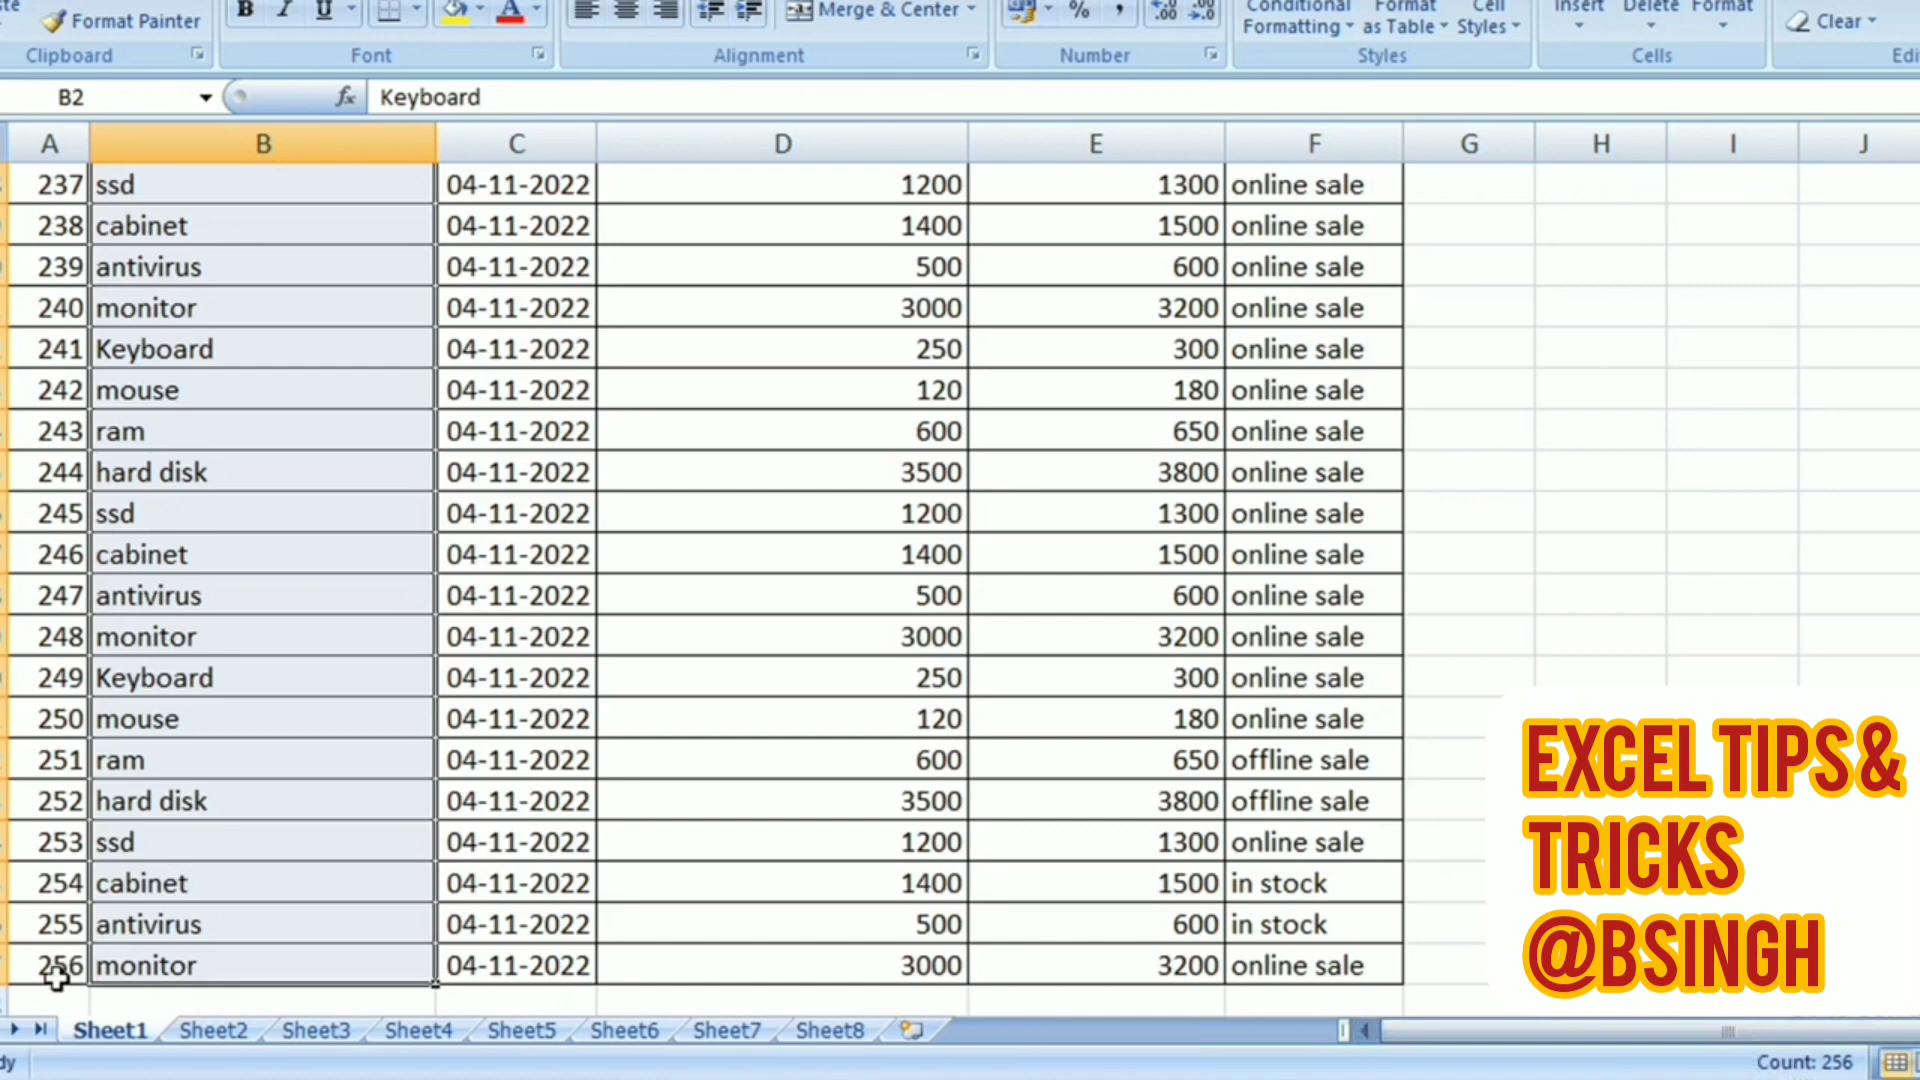 Format Painter
B I U A
Merge & Center
% ,
Conditional Formatting
Format as Table
Cell Styles
Insert Delete Format
Clear
Clipboard Font Alignment Number Styles Cells
B2 fx Keyboard
A B C D E F G H I J
237 ssd 04-11-2022 1200 1300 online sale
238 cabinet 04-11-2022 1400 1500 online sale
239 antivirus 04-11-2022 500 600 online sale
240 monitor 04-11-2022 3000 3200 online sale
241 Keyboard 04-11-2022 250 300 online sale
242 mouse 04-11-2022 120 180 online sale
243 ram 04-11-2022 600 650 online sale
244 hard disk 04-11-2022 3500 3800 online sale
245 ssd 04-11-2022 1200 1300 online sale
246 cabinet 04-11-2022 1400 1500 online sale
247 antivirus 04-11-2022 500 600 online sale
248 monitor 04-11-2022 3000 3200 online sale
249 Keyboard 04-11-2022 250 300 online sale
250 mouse 04-11-2022 120 180 online sale
251 ram 04-11-2022 600 650 offline sale
252 hard disk 04-11-2022 3500 3800 offline sale
253 ssd 04-11-2022 1200 1300 online sale
254 cabinet 04-11-2022 1400 1500 in stock
255 antivirus 04-11-2022 500 600 in stock
256 monitor 04-11-2022 3000 3200 online sale
EXCEL TIPS &
TRICKS
@BSINGH
Sheet1 Sheet2 Sheet3 Sheet4 Sheet5 Sheet6 Sheet7 Sheet8
Count: 256